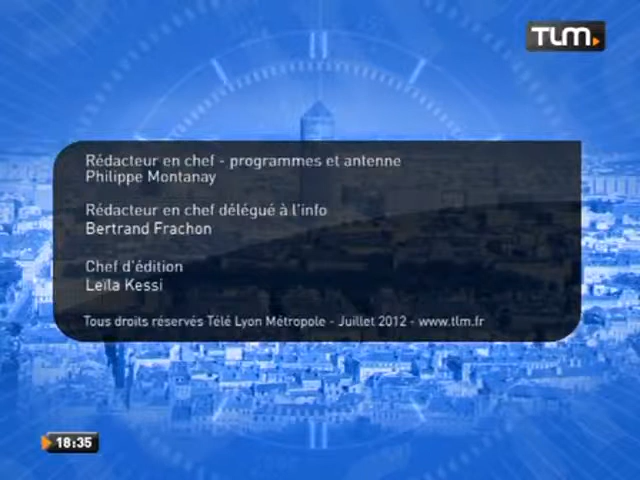 TLM
Rédacteur en chef - programmes et antenne
Philippe Montanay
Rédacteur en chef délégué à l'info
Bertrand Frachon
Chef d'édition
Leïla Kessi
Tous droits réservés Télé Lyon Métropole - Juillet 2012 - www.tlm.fr
18:35